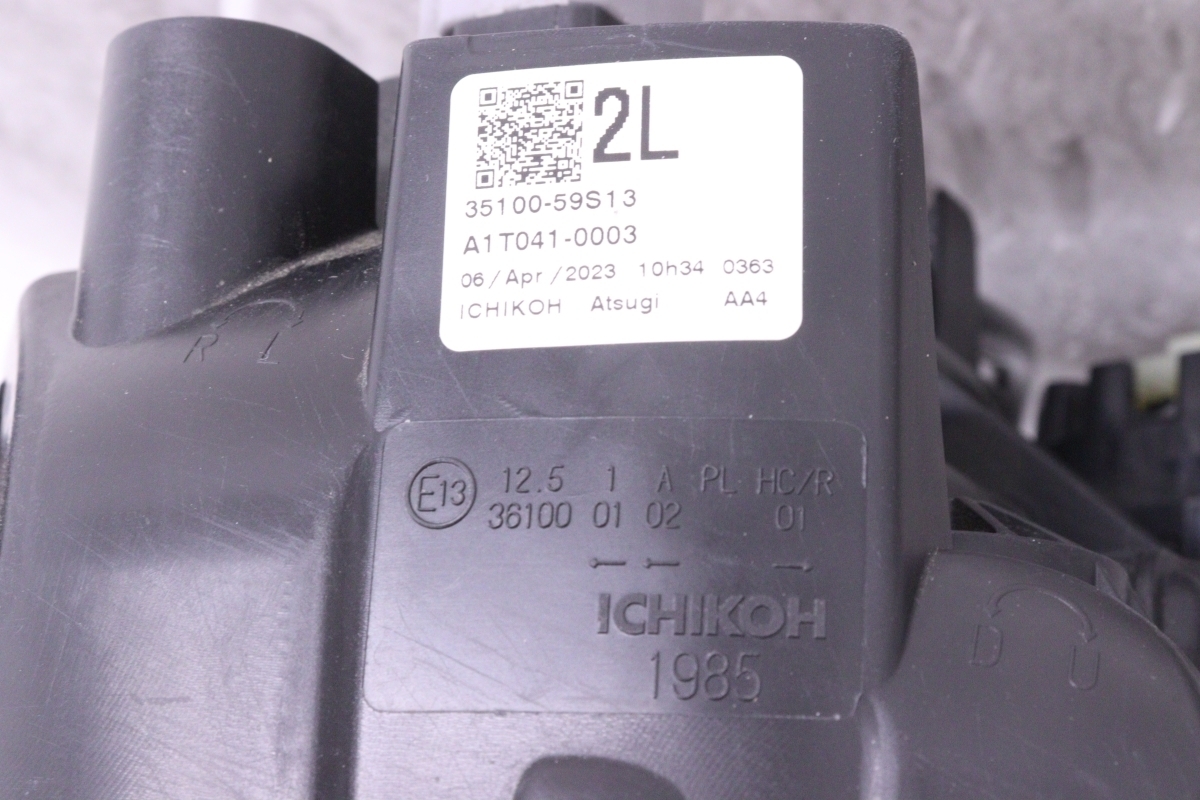 2L
35100-59S13
A1T041-0003
06/Apr/2023 10h34 0363
ICHIKOH Atsugi AA4
R L
E13 12.5 1 A PL HC/R
36100 01 02 01
ICHIKOH
1985
D U